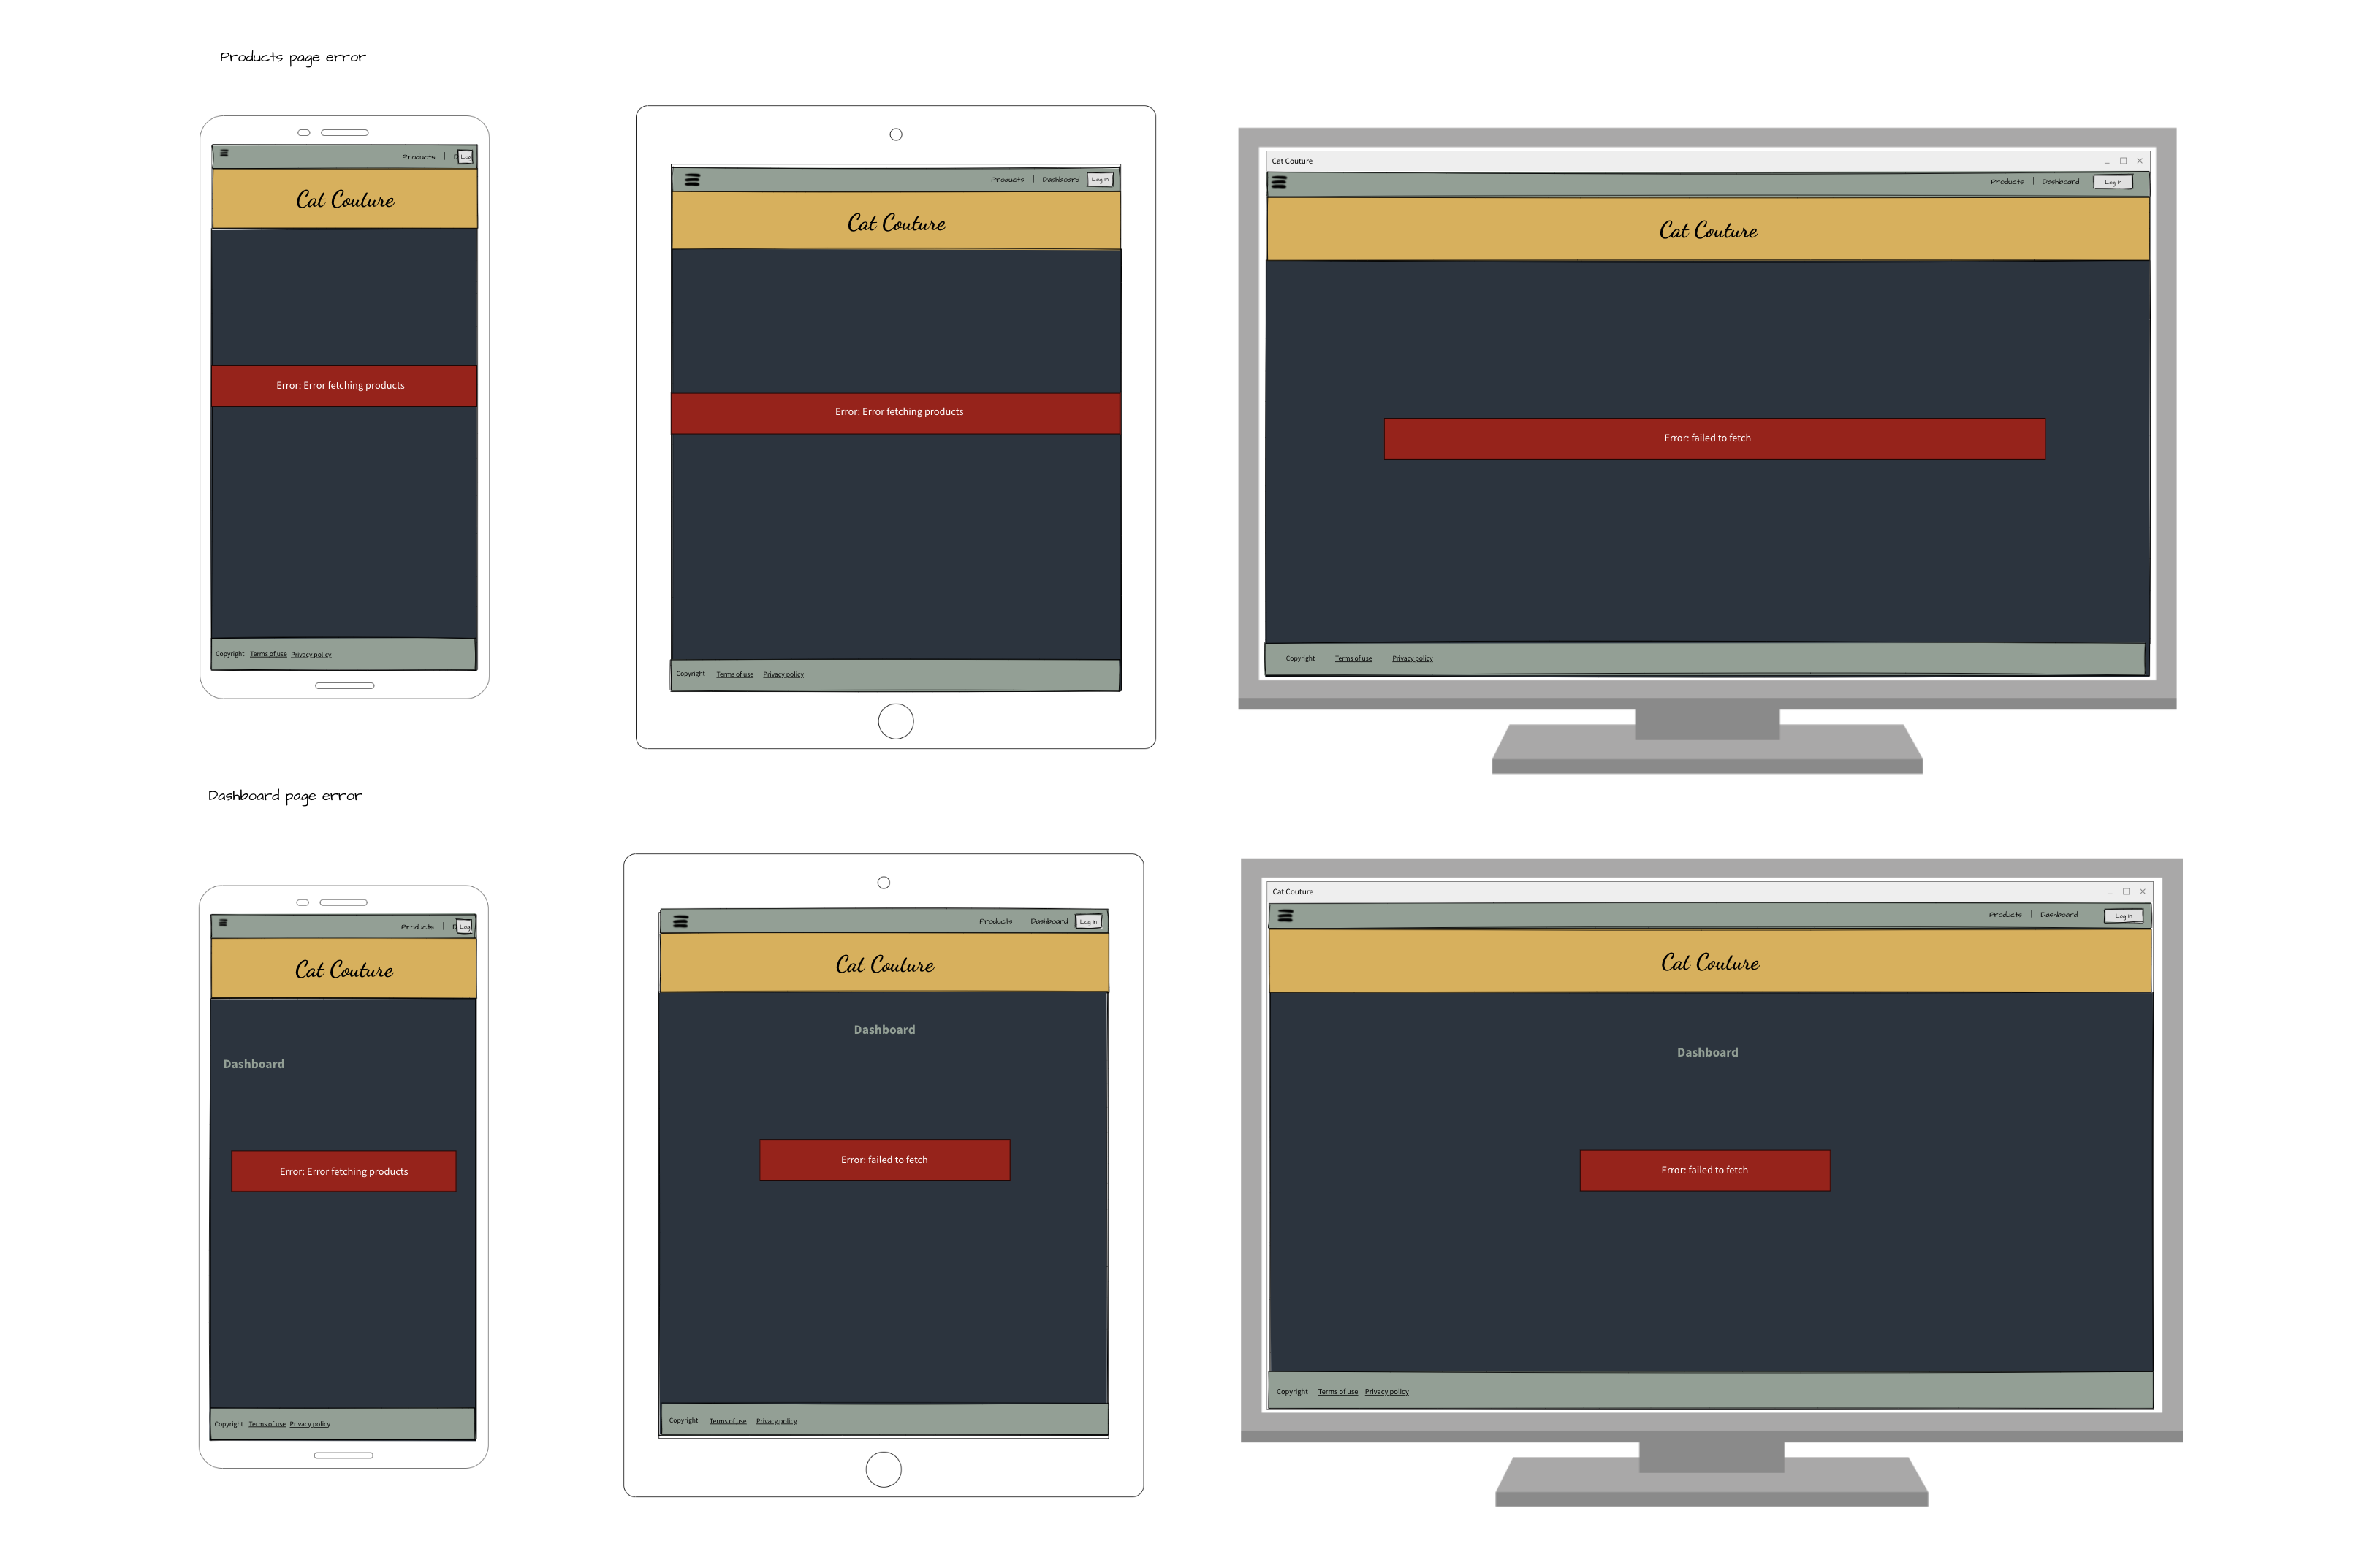 Products page error
Products | D Log
Cat Couture
Error: Error fetching products
Copyright Terms of use Privacy policy
Products | Dashboard Log in
Cat Couture
Error: Error fetching products
Copyright Terms of use Privacy policy
Cat Couture
Products | Dashboard Log in
Cat Couture
Error: failed to fetch
Copyright Terms of use Privacy policy
Dashboard page error
Products | D Log
Cat Couture
Dashboard
Error: Error fetching products
Copyright Terms of use Privacy policy
Products | Dashboard Log in
Cat Couture
Dashboard
Error: failed to fetch
Copyright Terms of use Privacy policy
Cat Couture
Products | Dashboard Log in
Cat Couture
Dashboard
Error: failed to fetch
Copyright Terms of use Privacy policy